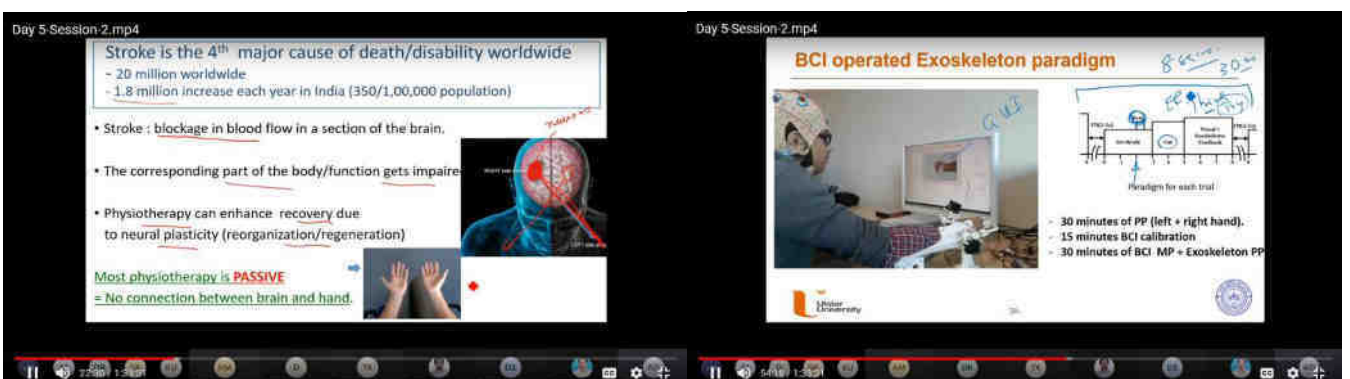 Day 5-Session-2.mp4
Stroke is the 4th major cause of death/disability worldwide
- 20 million worldwide
- 1.8 million increase each year in India (350/1,00,000 population)
• Stroke : blockage in blood flow in a section of the brain.
• The corresponding part of the body/function gets impaire
• Physiotherapy can enhance recovery due
to neural plasticity (reorganization/regeneration)
Most physiotherapy is PASSIVE
= No connection between brain and hand.
Day 5-Session-2.mp4
BCI operated Exoskeleton paradigm
GUI
Paradigm for each trial
- 30 minutes of PP (left + right hand).
- 15 minutes BCI calibration
- 30 minutes of BCI MP + Exoskeleton PP
Ulster
University